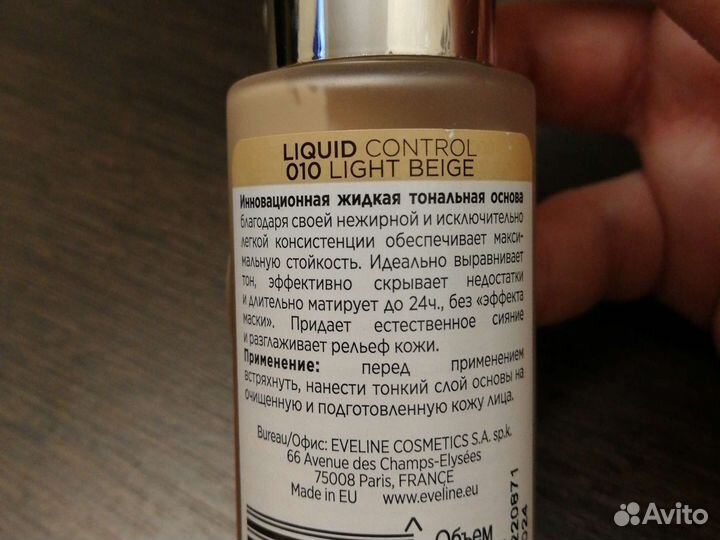 LIQUID CONTROL
010 LIGHT BEIGE
Инновационная жидкая тональная основа
благодаря своей нежирной и исключительно
легкой консистенции обеспечивает макси-
мальную стойкость. Идеально выравнивает
тон, эффективно скрывает недостатки
и длительно матирует до 24ч., без «эффекта
маски». Придает естественное сияние
и разглаживает рельеф кожи.
Применение: перед применением
встряхнуть, нанести тонкий слой основы на
очищенную и подготовленную кожу лица.
Bureau/Офис: EVELINE COSMETICS S.A. sp.k.
66 Avenue des Champs-Elysées
75008 Paris, FRANCE
Made in EU www.eveline.eu
Объем
220871
2024
Avito